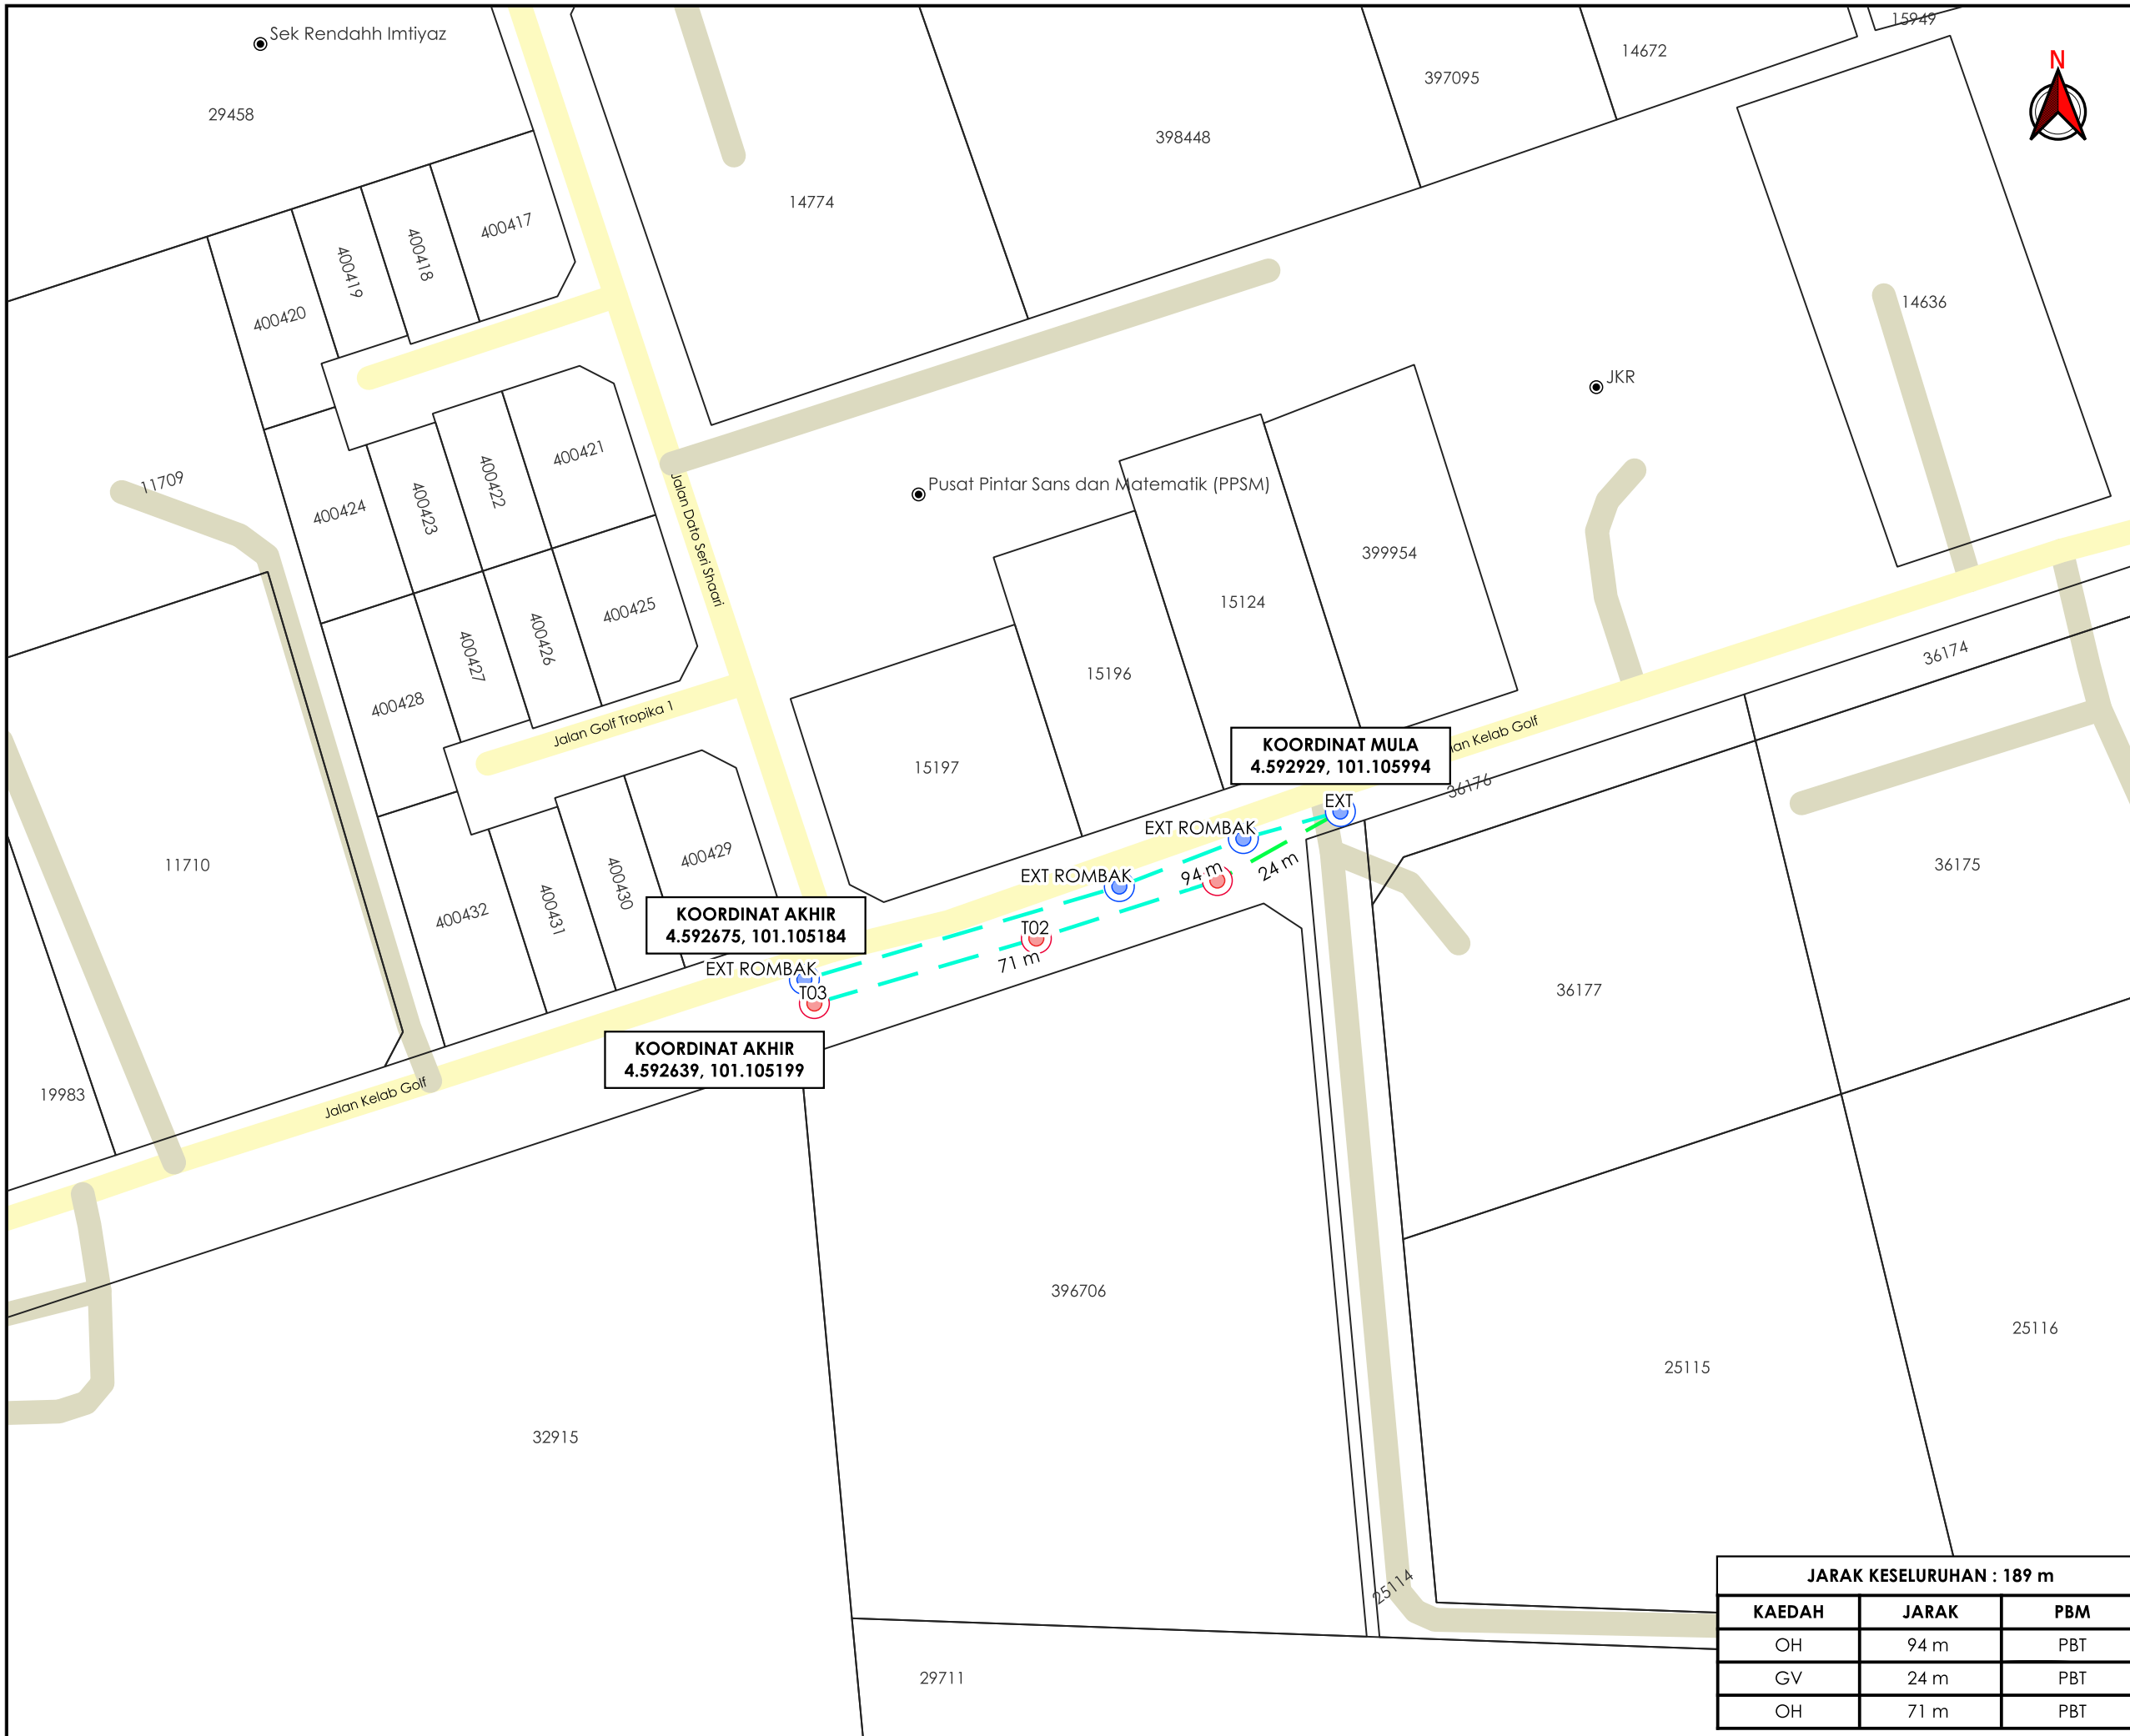 15949
Sek Rendahh Imtiyaz
N
14672
397095
29458
398448
14774
400417
400418
400419
400420
14636
JKR
400421
400422
11709
Pusat Pintar Sans dan Matematik (PPSM)
400423
400424
Jalan Dato Seri Shaari
399954
15124
400425
400426
400427
36174
15196
400428
Jalan Golf Tropika 1
lan Kelab Golf
KOORDINAT MULA
4.592929, 101.105994
15197
36176
EXT
EXT ROMBAK
400429
11710
94 m
24 m
36175
EXT ROMBAK
400430
400431
400432
KOORDINAT AKHIR
4.592675, 101.105184
T02
71 m
EXT ROMBAK
T03
36177
KOORDINAT AKHIR
4.592639, 101.105199
19983
Jalan Kelab Golf
396706
25116
25115
32915
25114
29711
JARAK KESELURUHAN : 189 m
KAEDAH JARAK PBM
OH 94 m PBT
GV 24 m PBT
OH 71 m PBT